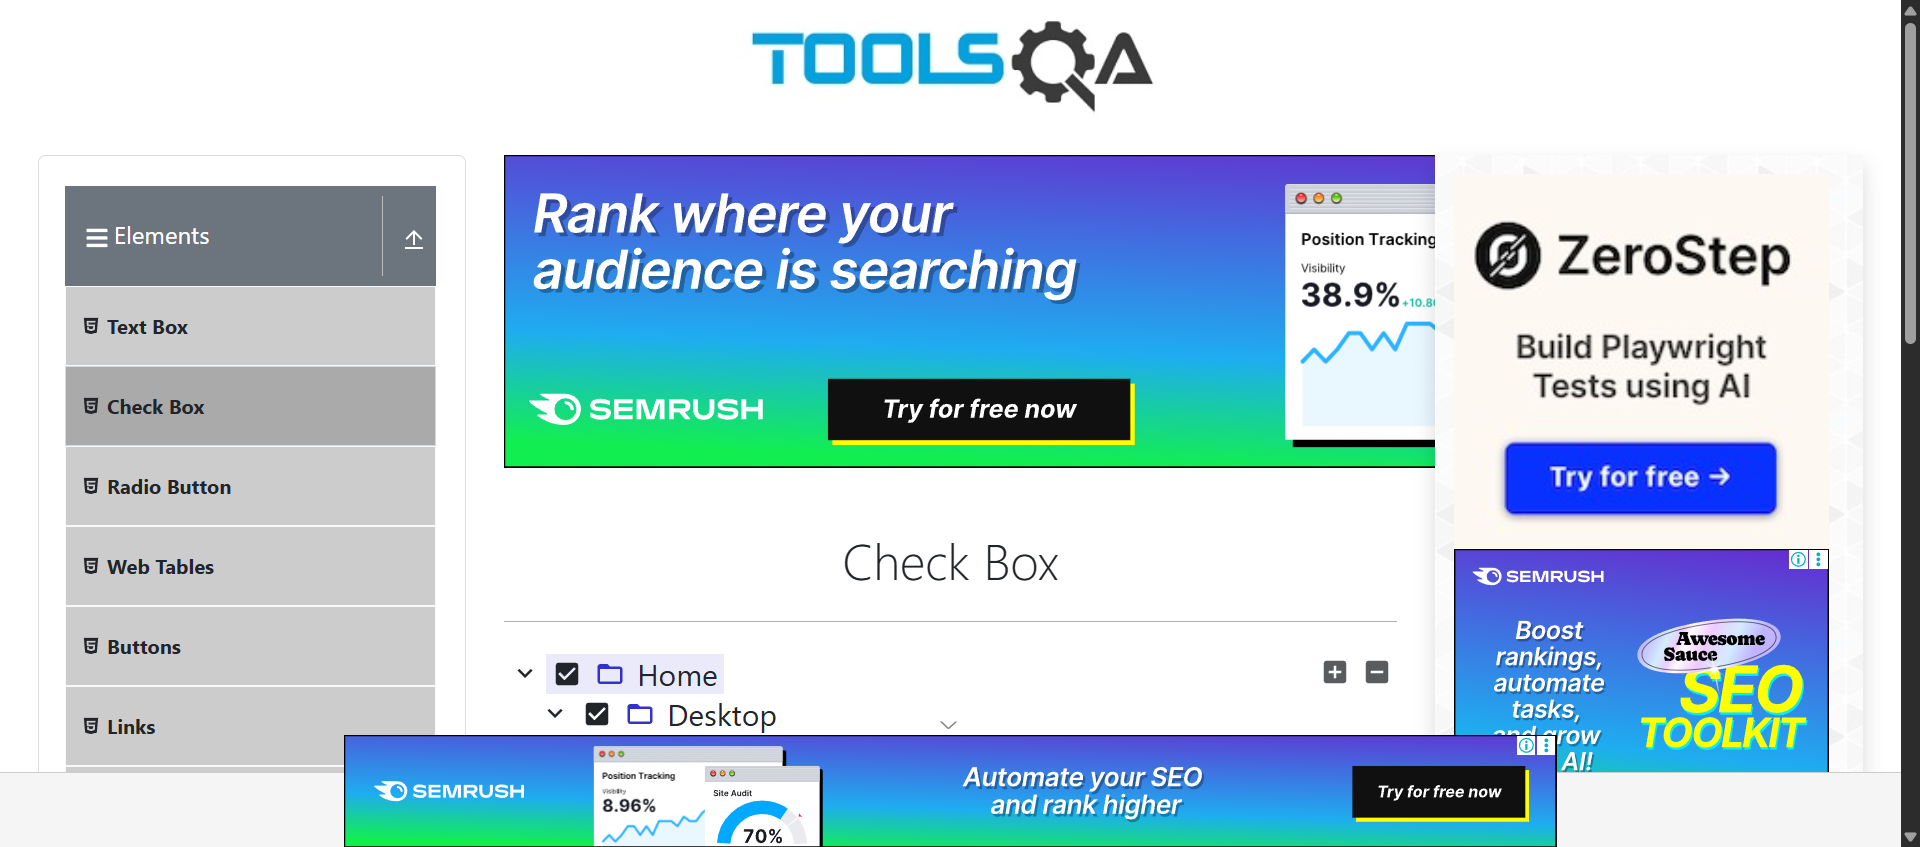 TOOLSQA
Elements
Text Box
Check Box
Radio Button
Web Tables
Buttons
Links
Rank where your
audience is searching
SEMRUSH
Try for free now
Position Tracking
Visibility
38.9%
Check Box
Home
Desktop
ZeroStep
Build Playwright
Tests using AI
Try for free →
SEMRUSH
Boost
rankings,
automate
tasks,
and grow
AI!
Awesome
Sauce
SEO
TOOLKIT
SEMRUSH
Position Tracking
Visibility
8.96%
Site Audit
70%
Automate your SEO
and rank higher
Try for free now